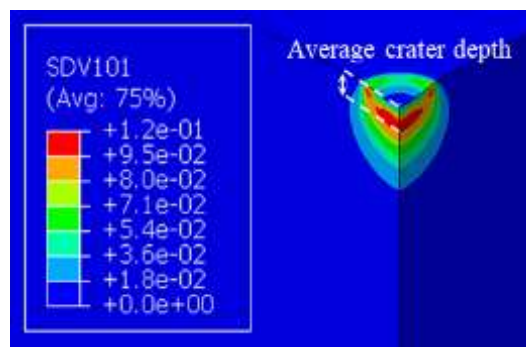 SDV101
(Avg: 75%)
+1.2e-01
+9.5e-02
+8.0e-02
+7.1e-02
+5.4e-02
+3.6e-02
+1.8e-02
+0.0e+00
Average crater depth